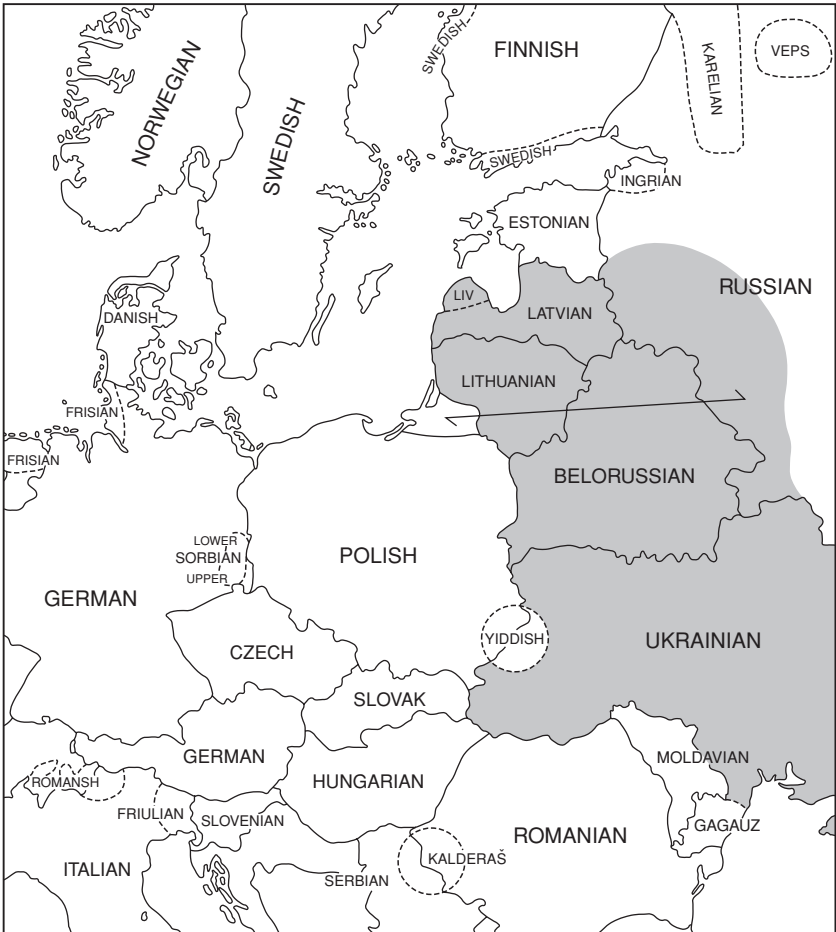 NORWEGIAN
SWEDISH
SWEDISH
FINNISH
KARELIAN
VEPS
SWEDISH
INGRIAN
ESTONIAN
RUSSIAN
LIV
LATVIAN
DANISH
LITHUANIAN
FRISIAN
FRISIAN
BELORUSSIAN
LOWER
SORBIAN
UPPER
POLISH
GERMAN
YIDDISH
UKRAINIAN
CZECH
SLOVAK
GERMAN
MOLDAVIAN
HUNGARIAN
ROMANSH
FRIULIAN
SLOVENIAN
GAGAUZ
ROMANIAN
KALDERAŠ
ITALIAN
SERBIAN